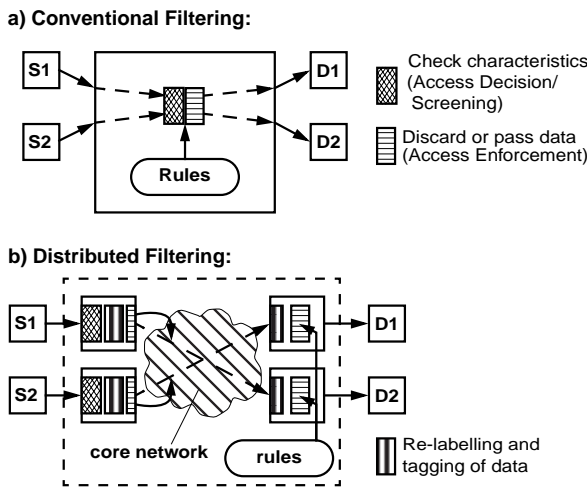 a) Conventional Filtering:
S1
D1
S2
D2
Rules
Check characteristics
(Access Decision/
Screening)
Discard or pass data
(Access Enforcement)
b) Distributed Filtering:
S1
D1
S2
D2
core network
rules
Re-labelling and
tagging of data